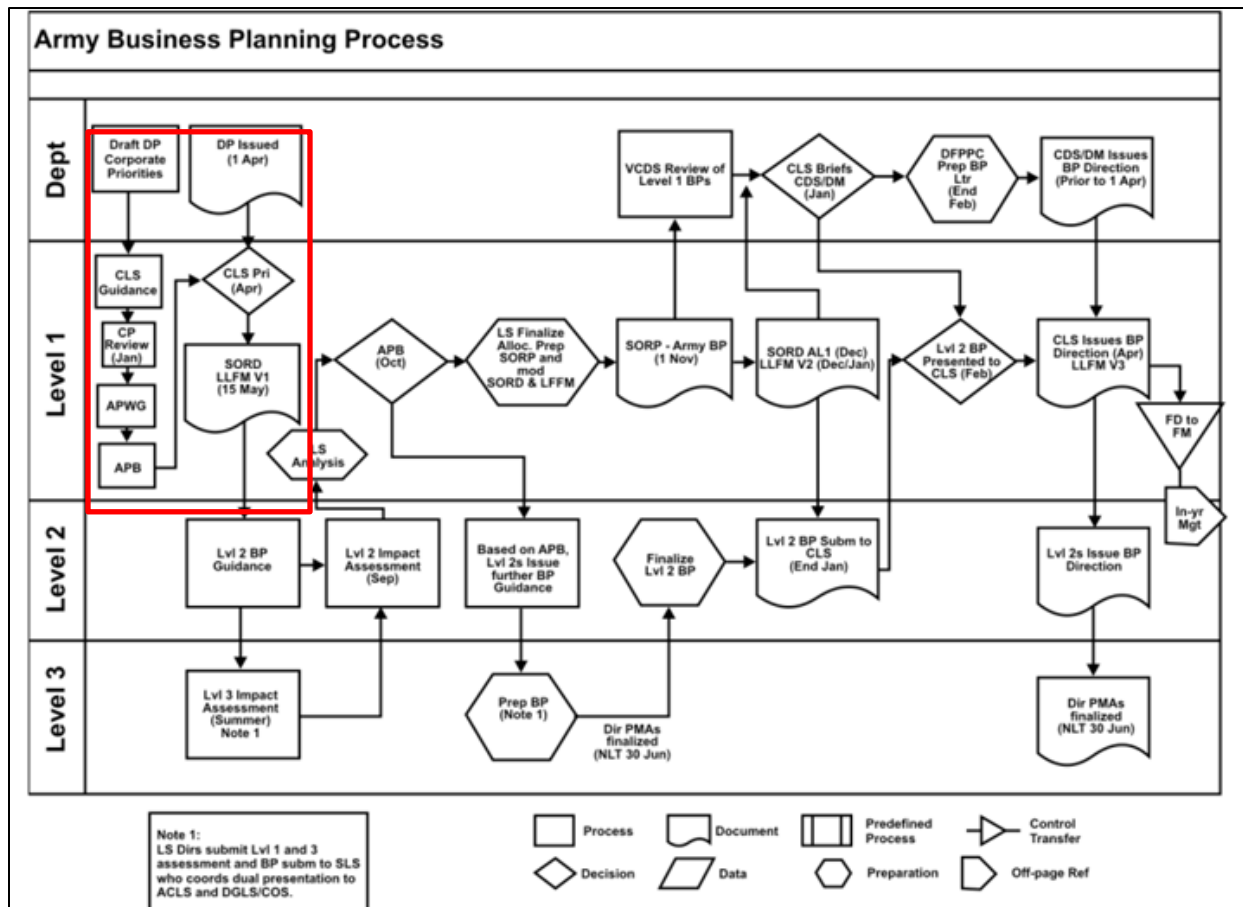 Army Business Planning Process
Dept
Draft DP
Corporate
Priorities
DP Issued
(1 Apr)
VCDS Review of
Level 1 BPs
CLS Briefs
CDS/DM
(Jan)
DFPPC
Prep BP
Ltr
(End
Feb)
CDS/DM Issues
BP Direction
(Prior to 1 Apr)
Level 1
CLS
Guidance
CP
Review
(Jan)
APWG
APB
CLS Pri
(Apr)
SORD
LLFM V1
(15 May)
LS
Analysis
APB
(Oct)
LS Finalize
Alloc. Prep
SORP and
mod
SORD & LFFM
SORP - Army BP
(1 Nov)
SORD AL1 (Dec)
LLFM V2 (Dec/Jan)
Lvl 2 BP
Presented to
CLS (Feb)
CLS Issues BP
Direction (Apr)
LLFM V3
FD to
FM
In-yr
Mgt
Level 2
Lvl 2 BP
Guidance
Lvl 2 Impact
Assessment
(Sep)
Based on APB,
Lvl 2s Issue
further BP
Guidance
Finalize
Lvl 2 BP
Lvl 2 BP Subm to
CLS
(End Jan)
Lvl 2s Issue BP
Direction
Level 3
Lvl 3 Impact
Assessment
(Summer)
Note 1
Prep BP
(Note 1)
Dir PMAs
finalized
(NLT 30 Jun)
Dir PMAs
finalized
(NLT 30 Jun)
Note 1:
LS Dirs submit Lvl 1 and 3
assessment and BP subm to SLS
who coords dual presentation to
ACLS and DGLS/COS.
Process
Document
Predefined
Process
Control
Transfer
Decision
Data
Preparation
Off-page Ref